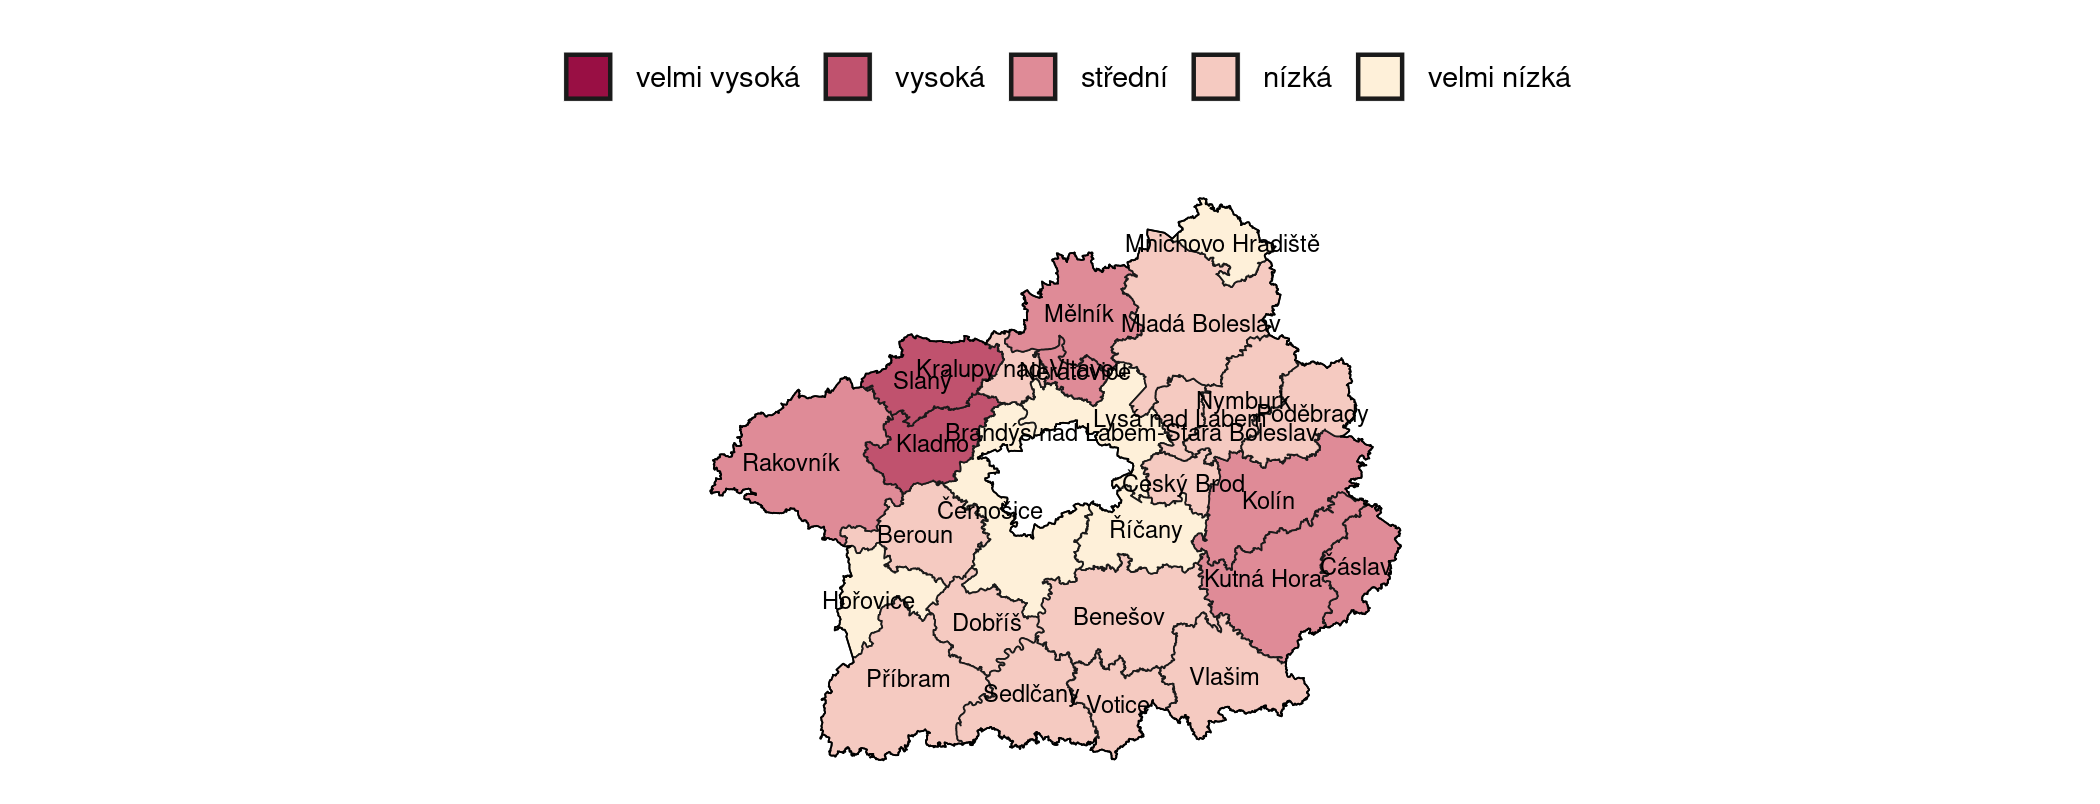 velmi vysoká
vysoká
střední
nízká
velmi nízká
Mnichovo Hradiště
Mělník
Mladá Boleslav
Kralupy nad Vltavou
Neratovice
Slaný
Nymburk
Poděbrady
Lysá nad Labem
Brandýs nad Labem-Stará Boleslav
Kladno
Rakovník
Český Brod
Kolín
Černošice
Říčany
Beroun
Čáslav
Kutná Hora
Hořovice
Benešov
Dobříš
Vlašim
Příbram
Sedlčany
Votice